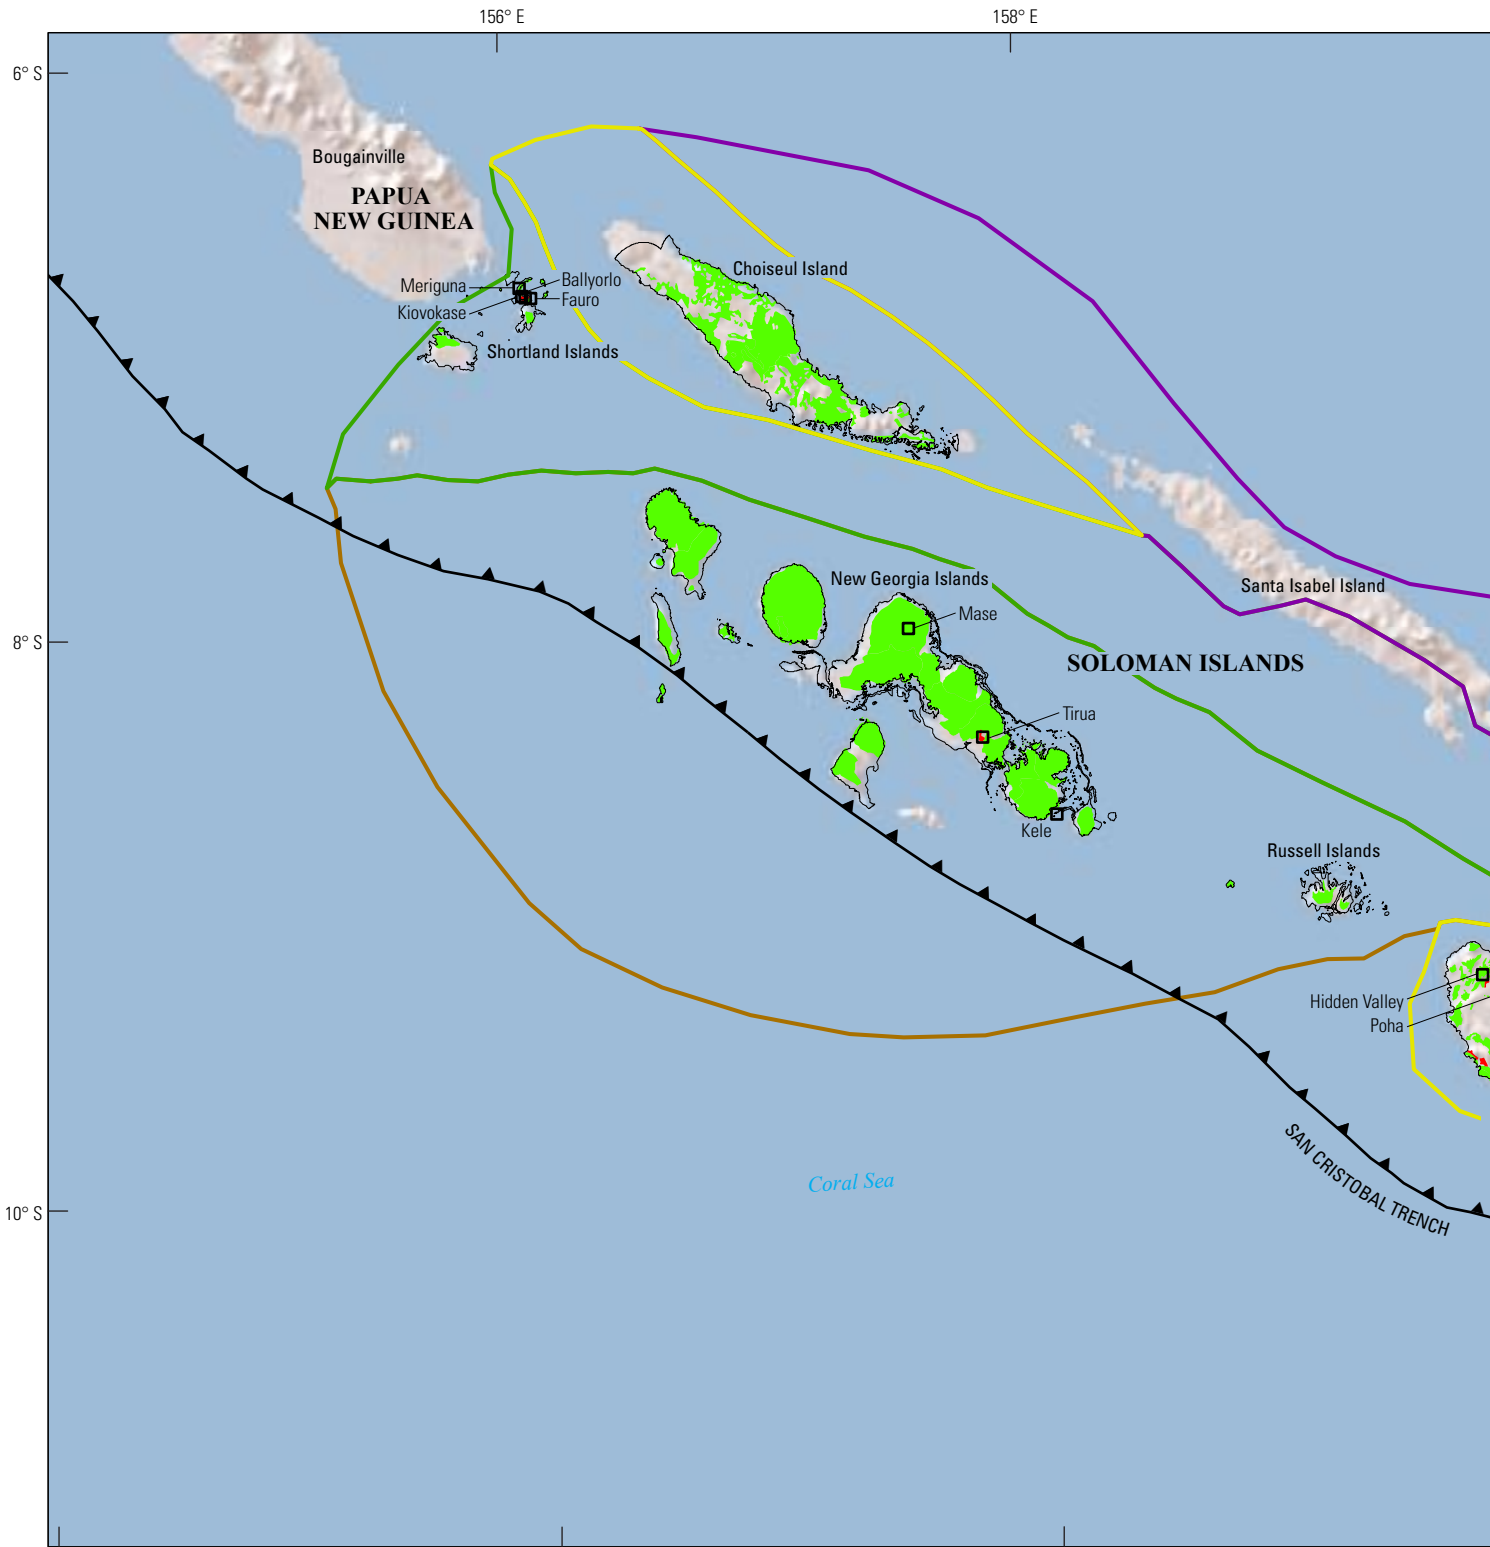 156° E
158° E
6° S
Bougainville
PAPUA
NEW GUINEA
Choiseul Island
Meriguna
Ballyorlo
Fauro
Kiovokase
Shortland Islands
New Georgia Islands
Santa Isabel Island
Mase
8° S
SOLOMAN ISLANDS
Tirua
Kele
Russell Islands
Hidden Valley
Poha
SAN CRISTOBAL TRENCH
Coral Sea
10° S